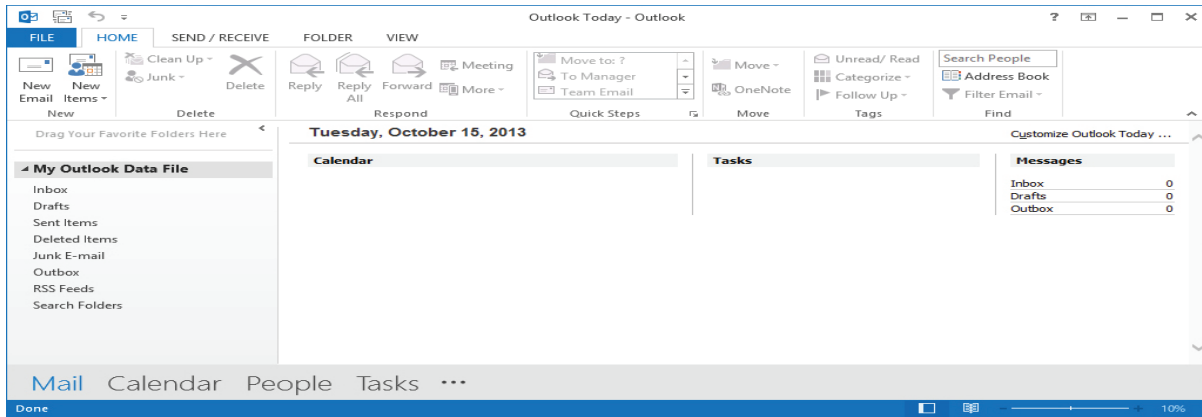 Outlook Today - Outlook
FILE HOME SEND / RECEIVE FOLDER VIEW
New Email
New Items
Clean Up
Junk
Delete
Reply
Reply All
Forward
Meeting
More
Move to: ?
To Manager
Team Email
Move
OneNote
Unread/ Read
Categorize
Follow Up
Search People
Address Book
Filter Email
New Delete Respond Quick Steps Move Tags Find
Drag Your Favorite Folders Here
My Outlook Data File
Inbox
Drafts
Sent Items
Deleted Items
Junk E-mail
Outbox
RSS Feeds
Search Folders
Tuesday, October 15, 2013
Customize Outlook Today ...
Calendar Tasks Messages
Inbox 0
Drafts 0
Outbox 0
Mail Calendar People Tasks •••
Done 10%